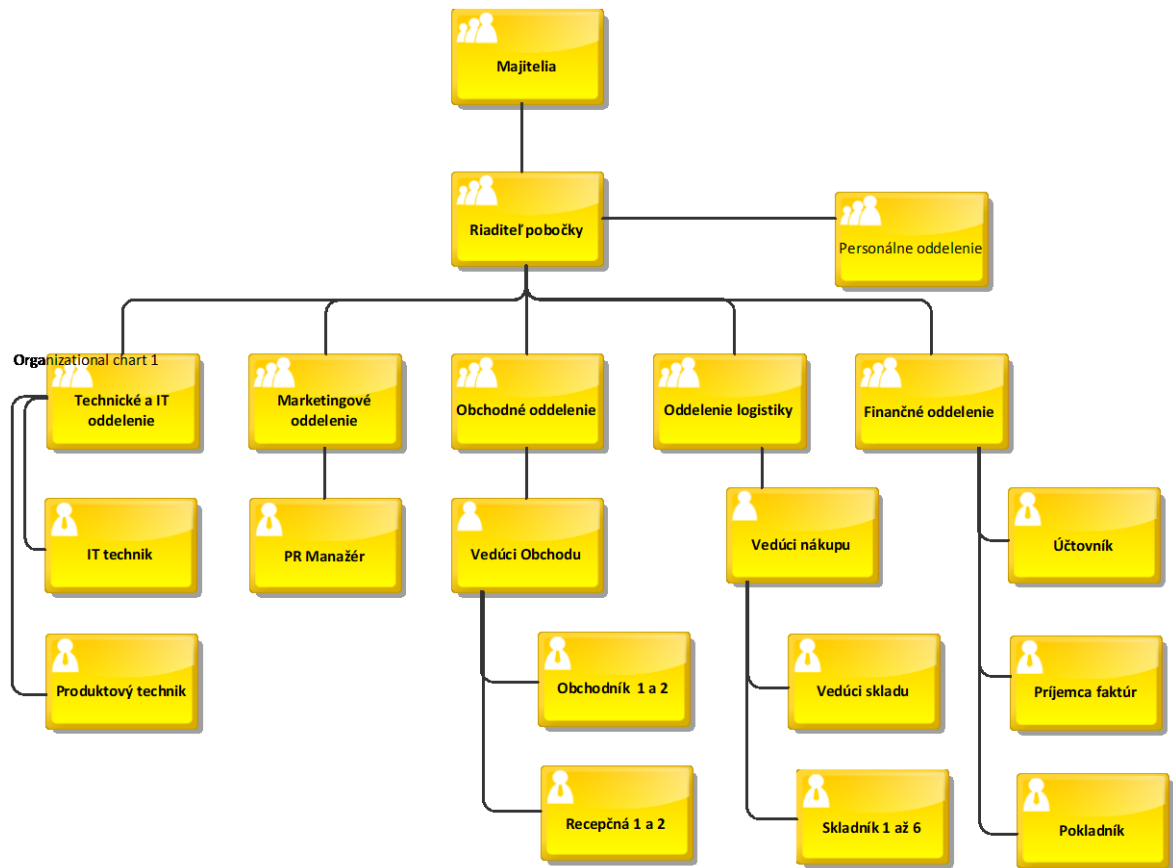 Majitelia
Riaditeľ pobočky
Personálne oddelenie
Organizational chart 1
Technické a IT
oddelenie
Marketingové
oddelenie
Obchodné oddelenie
Oddelenie logistiky
Finančné oddelenie
IT technik
PR Manažér
Vedúci Obchodu
Vedúci nákupu
Účtovník
Produktový technik
Obchodník  1 a 2
Vedúci skladu
Príjemca faktúr
Recepčná 1 a 2
Skladník 1 až 6
Pokladník